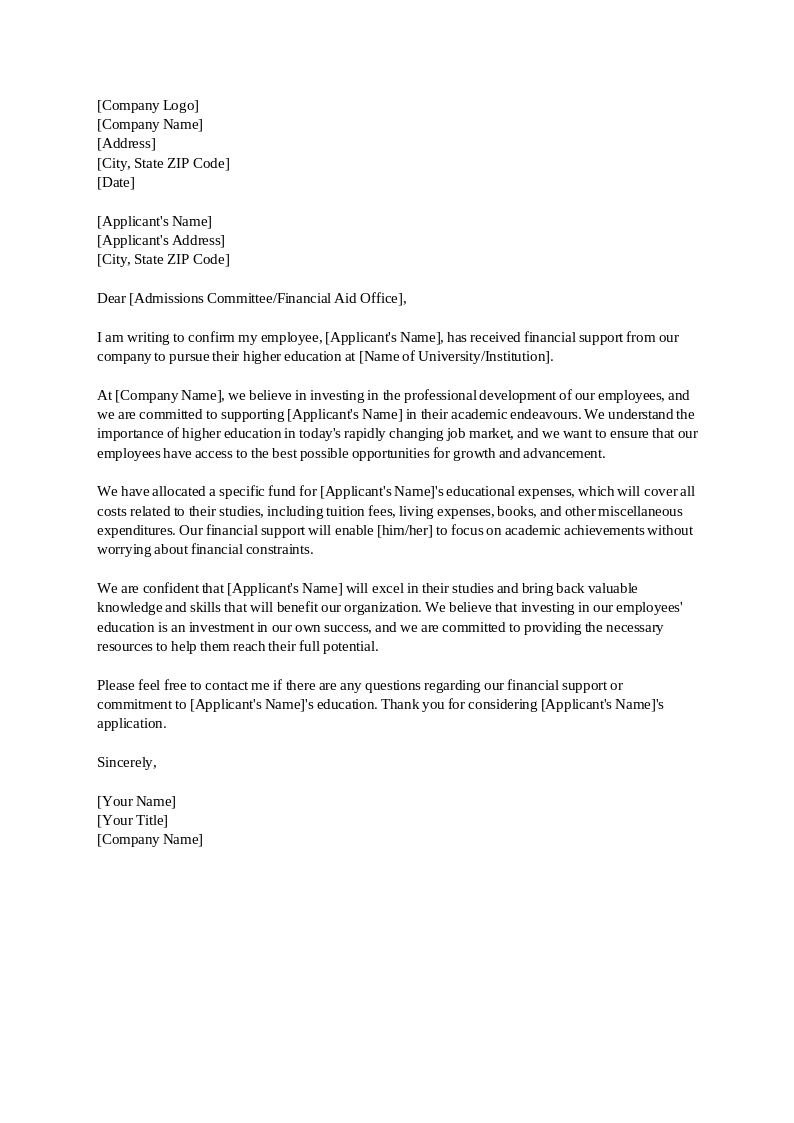 [Company Logo]
[Company Name]
[Address]
[City, State ZIP Code]
[Date]
[Applicant's Name]
[Applicant's Address]
[City, State ZIP Code]
Dear [Admissions Committee/Financial Aid Office],
I am writing to confirm my employee, [Applicant's Name], has received financial support from our
company to pursue their higher education at [Name of University/Institution].
At [Company Name], we believe in investing in the professional development of our employees, and
we are committed to supporting [Applicant's Name] in their academic endeavours. We understand the
importance of higher education in today's rapidly changing job market, and we want to ensure that our
employees have access to the best possible opportunities for growth and advancement.
We have allocated a specific fund for [Applicant's Name]'s educational expenses, which will cover all
costs related to their studies, including tuition fees, living expenses, books, and other miscellaneous
expenditures. Our financial support will enable [him/her] to focus on academic achievements without
worrying about financial constraints.
We are confident that [Applicant's Name] will excel in their studies and bring back valuable
knowledge and skills that will benefit our organization. We believe that investing in our employees'
education is an investment in our own success, and we are committed to providing the necessary
resources to help them reach their full potential.
Please feel free to contact me if there are any questions regarding our financial support or
commitment to [Applicant's Name]'s education. Thank you for considering [Applicant's Name]'s
application.
Sincerely,
[Your Name]
[Your Title]
[Company Name]